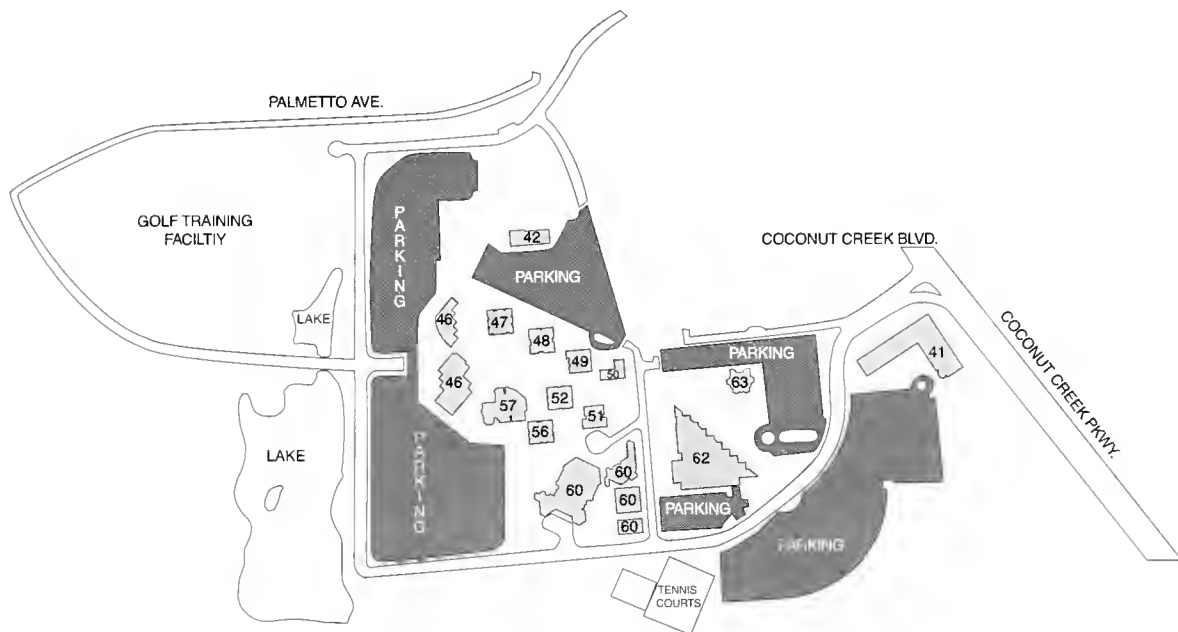 PALMETTO AVE.
GOLF TRAINING
FACILTIY
PARKING
42
PARKING
COCONUT CREEK BLVD.
COCONUT CREEK PKWY.
LAKE
46
47
48
49
50
PARKING
41
63
46
57
52
51
56
LAKE
PARKING
62
60
60
60
60
PARKING
PARKING
TENNIS
COURTS